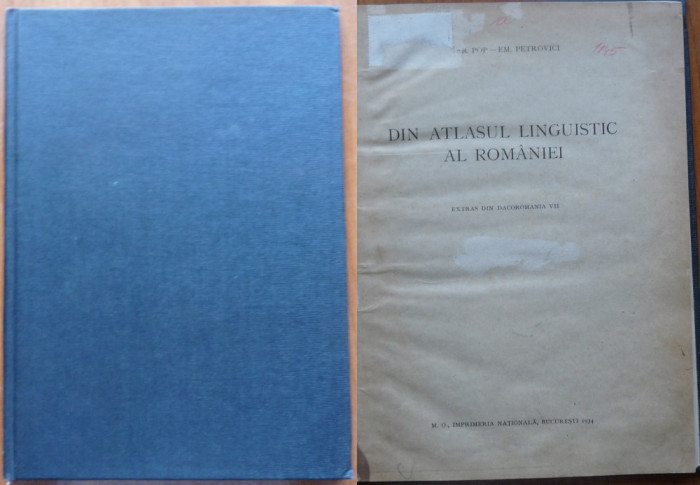 POP—EM. PETROVICI
DIN ATLASUL LINGUISTIC
AL ROMÂNIEI
EXTRAS DIN DACOROMANIA VII
M. O., IMPRIMERIA NAȚIONALĂ, BUCUREȘTI 1934